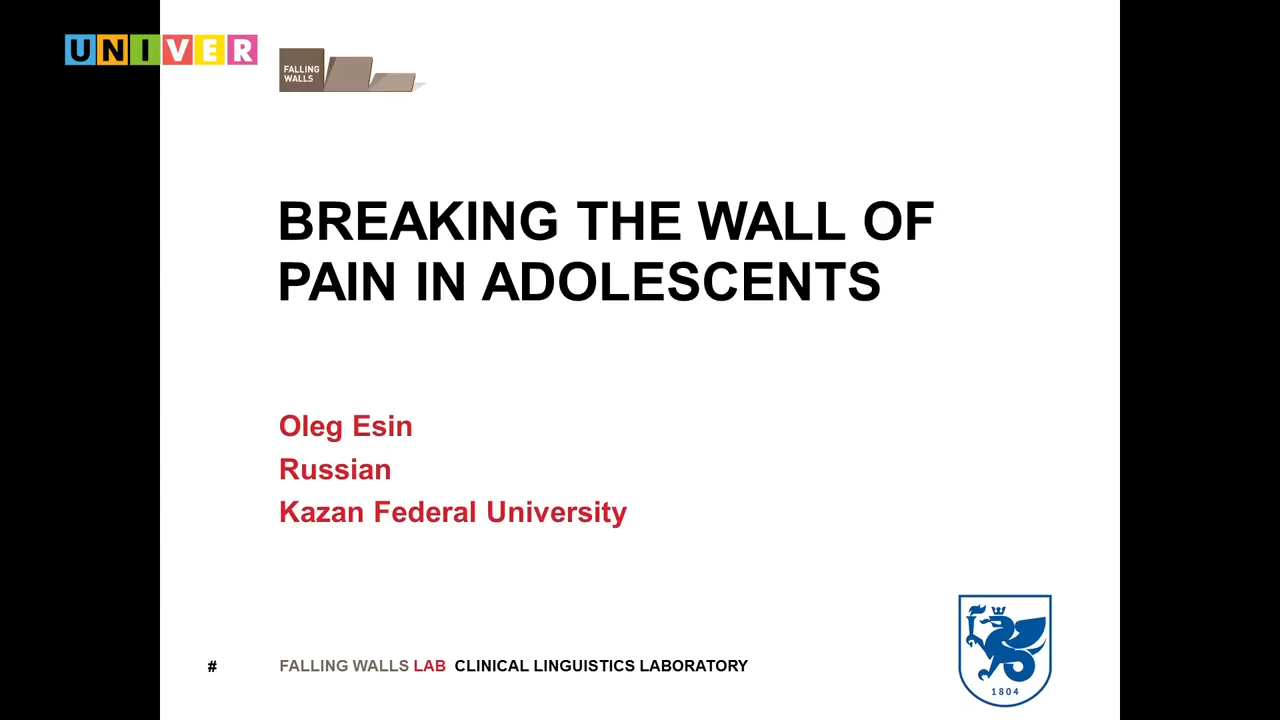 UNIVER
FALLING
WALLS
BREAKING THE WALL OF
PAIN IN ADOLESCENTS
Oleg Esin
Russian
Kazan Federal University
# FALLING WALLS LAB CLINICAL LINGUISTICS LABORATORY
1804